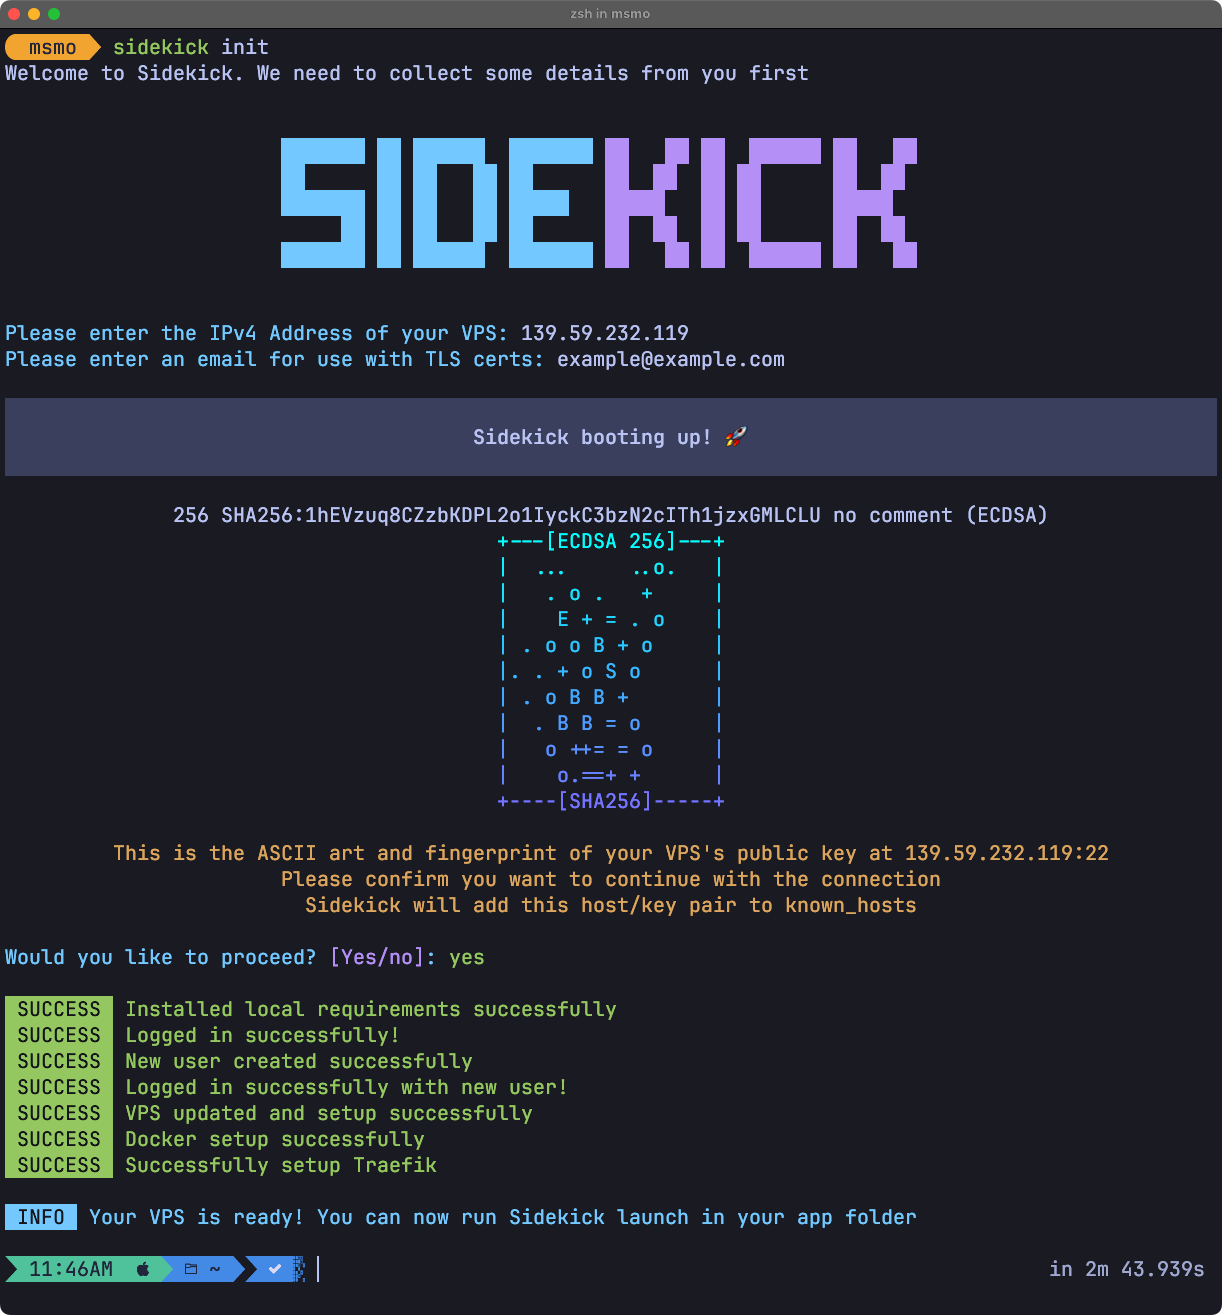 zsh in msmo
msmo sidekick init
Welcome to Sidekick. We need to collect some details from you first
SIDEKICK
Please enter the IPv4 Address of your VPS: 139.59.232.119
Please enter an email for use with TLS certs: example@example.com
Sidekick booting up! 🚀
256 SHA256:1hEVzuq8CZzbKDPL2o1IyckC3bzN2cITh1jzxGMLCLU no comment (ECDSA)
+---[ECDSA 256]---+
|  ...      ..o.   |
|   . o .   +     |
|    E + = . o    |
| . o o B + o     |
|. . + o S o      |
| . o B B +       |
|  . B B = o      |
|   o ++= = o     |
|    o.==+ +      |
+----[SHA256]-----+
This is the ASCII art and fingerprint of your VPS's public key at 139.59.232.119:22
Please confirm you want to continue with the connection
Sidekick will add this host/key pair to known_hosts
Would you like to proceed? [Yes/no]: yes
SUCCESS Installed local requirements successfully
SUCCESS Logged in successfully!
SUCCESS New user created successfully
SUCCESS Logged in successfully with new user!
SUCCESS VPS updated and setup successfully
SUCCESS Docker setup successfully
SUCCESS Successfully setup Traefik
INFO Your VPS is ready! You can now run Sidekick launch in your app folder
11:46AM ~ ✔ in 2m 43.939s